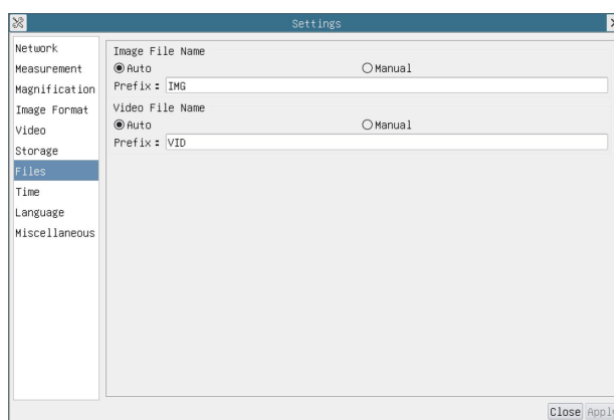 Settings
Network
Measurement
Magnification
Image Format
Video
Storage
Files
Time
Language
Miscellaneous
Image File Name
Auto
Manual
Prefix: IMG
Video File Name
Auto
Manual
Prefix: VID
Close
Appl